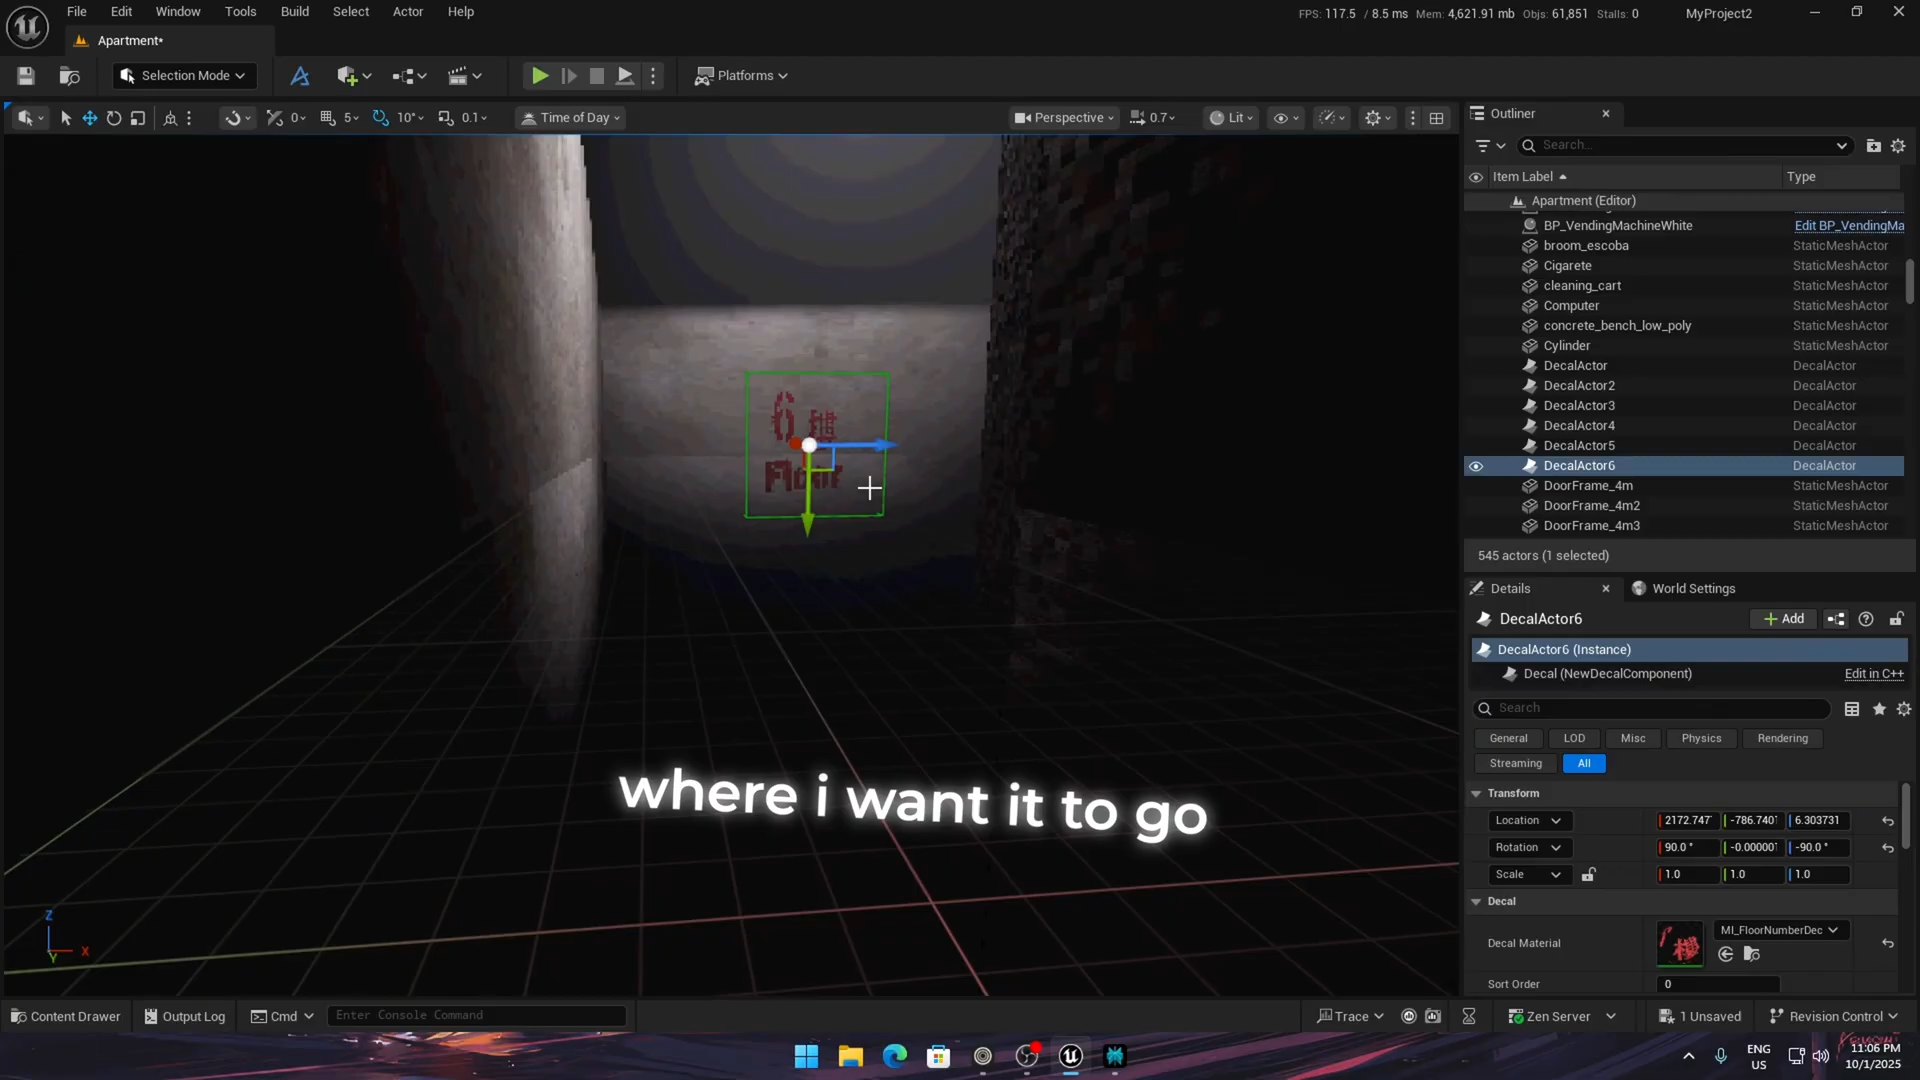 File Edit Window Tools Build Select Actor Help
FPS: 117.5 / 8.5 ms Mem: 4,621.91 mb Objs: 61,851 Stalls: 0
MyProject2
Apartment*
Selection Mode
Platforms
0
5
10°
0.1
Time of Day
Perspective
0.7
Lit
6 樓
Floor
where i want it to go
Z
X
Y
Outliner
Search...
Item Label
Type
Apartment (Editor)
BP_VendingMachineWhite Edit BP_VendingMa
broom_escoba StaticMeshActor
Cigarete StaticMeshActor
cleaning_cart StaticMeshActor
Computer StaticMeshActor
concrete_bench_low_poly StaticMeshActor
Cylinder StaticMeshActor
DecalActor DecalActor
DecalActor2 DecalActor
DecalActor3 DecalActor
DecalActor4 DecalActor
DecalActor5 DecalActor
DecalActor6 DecalActor
DoorFrame_4m StaticMeshActor
DoorFrame_4m2 StaticMeshActor
DoorFrame_4m3 StaticMeshActor
545 actors (1 selected)
Details
World Settings
DecalActor6
Add
DecalActor6 (Instance)
Decal (NewDecalComponent) Edit in C++
Search
General LOD Misc Physics Rendering
Streaming All
Transform
Location 2172.747 -786.740 6.303731
Rotation 90.0° -0.000001 -90.0°
Scale 1.0 1.0 1.0
Decal
Decal Material
MI_FloorNumberDec
Sort Order 0
Content Drawer
Output Log
Cmd
Enter Console Command
Trace
Zen Server
1 Unsaved
Revision Control
ENG
US
11:06 PM
10/1/2025